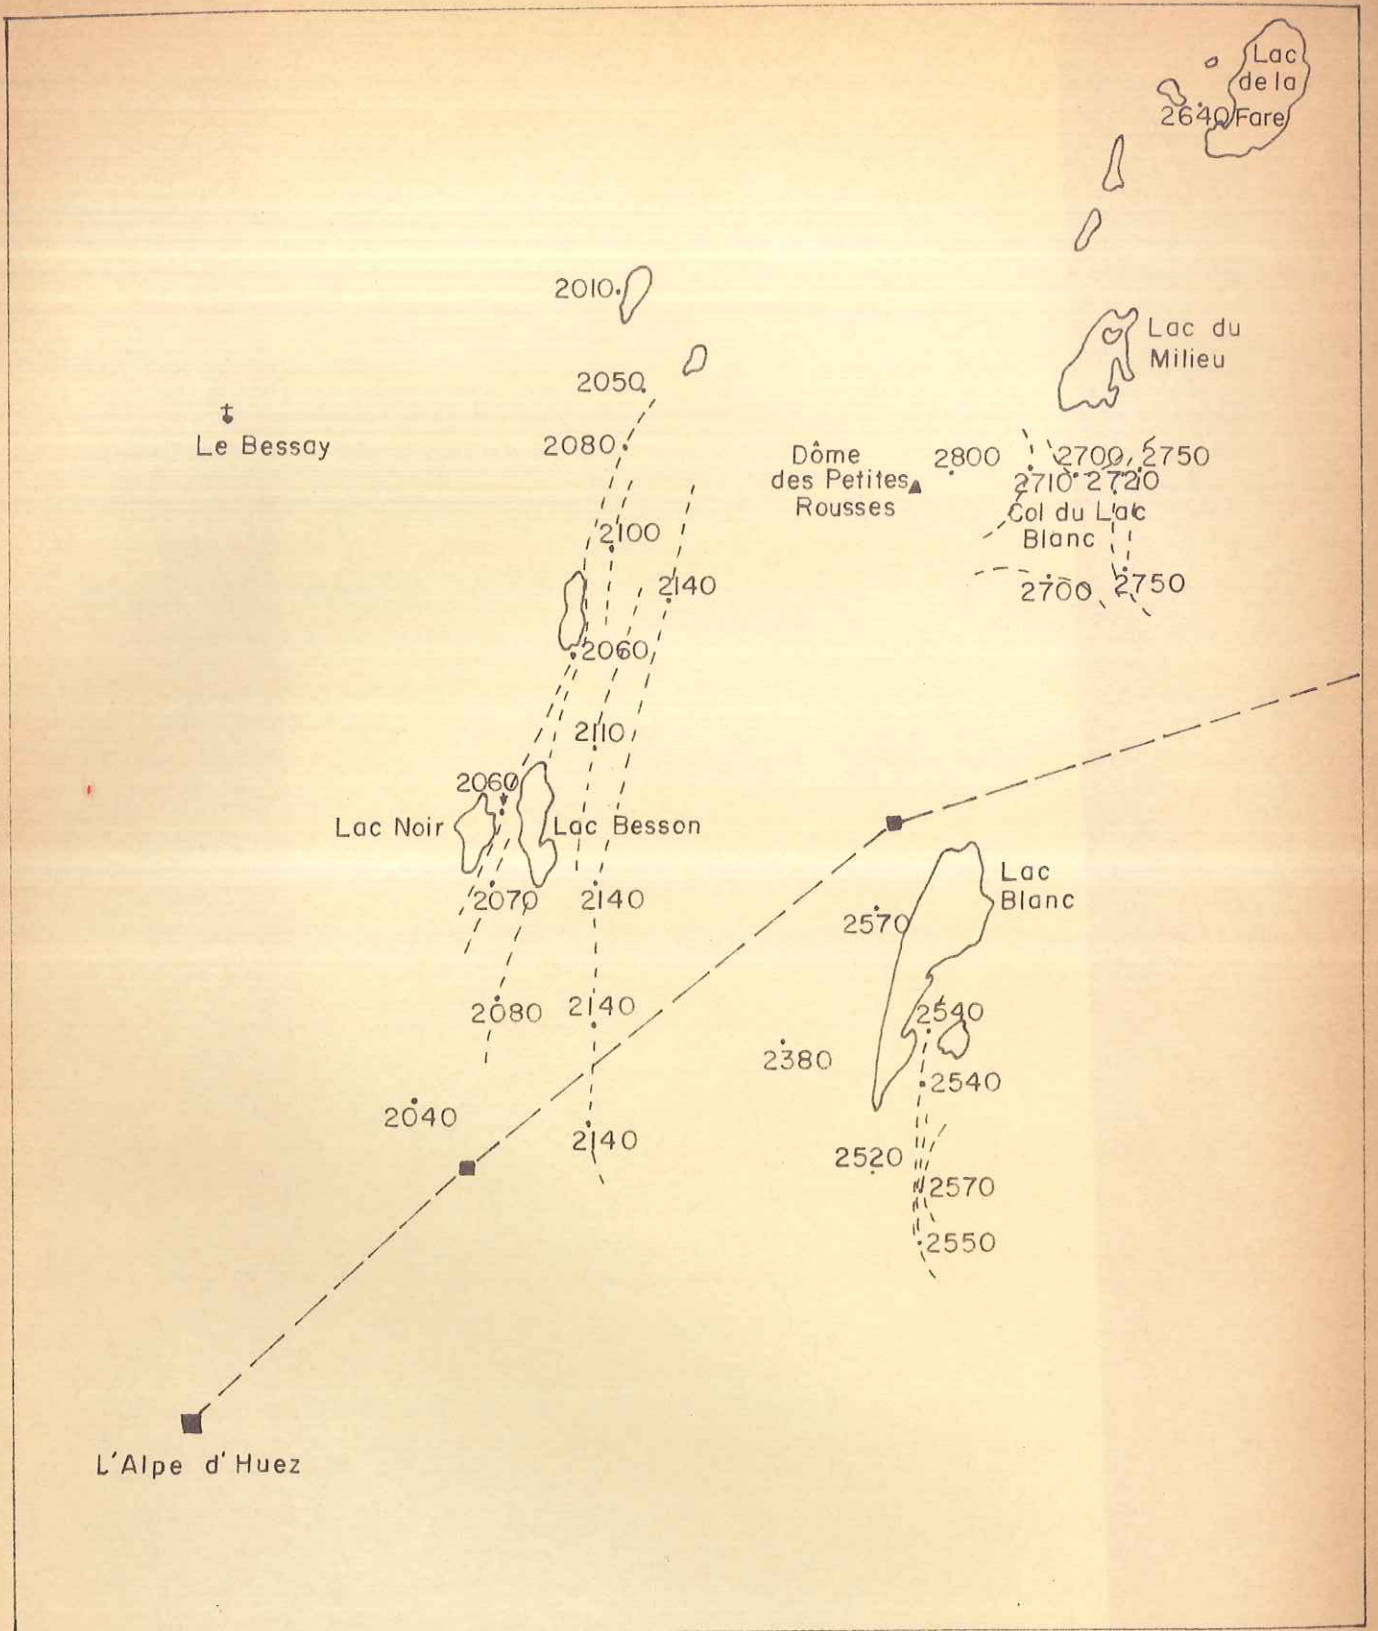 Lac
de la
2640 Fare
2010
Lac du
Milieu
2050
Le Bessay
2080
Dôme
des Petites
Rousses
2800
2700 2750
2710 2720
Col du Lac
Blanc
2100
2140
2700 2750
2060
2110
2060
Lac Noir
Lac Besson
Lac
Blanc
2070
2140
2570
2080
2140
2540
2380
2540
2040
2140
2520
2570
2550
L'Alpe d'Huez